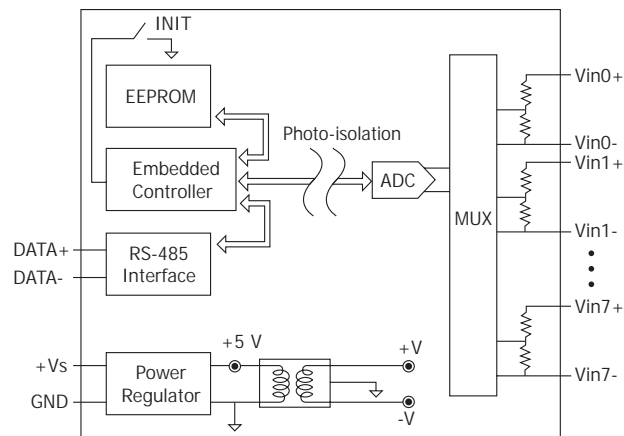 INIT
EEPROM
Photo-isolation
Embedded
Controller
ADC
MUX
Vin0+
Vin0-
Vin1+
Vin1-
Vin7+
Vin7-
DATA+
DATA-
RS-485
Interface
+5 V
+V
-V
+Vs
GND
Power
Regulator